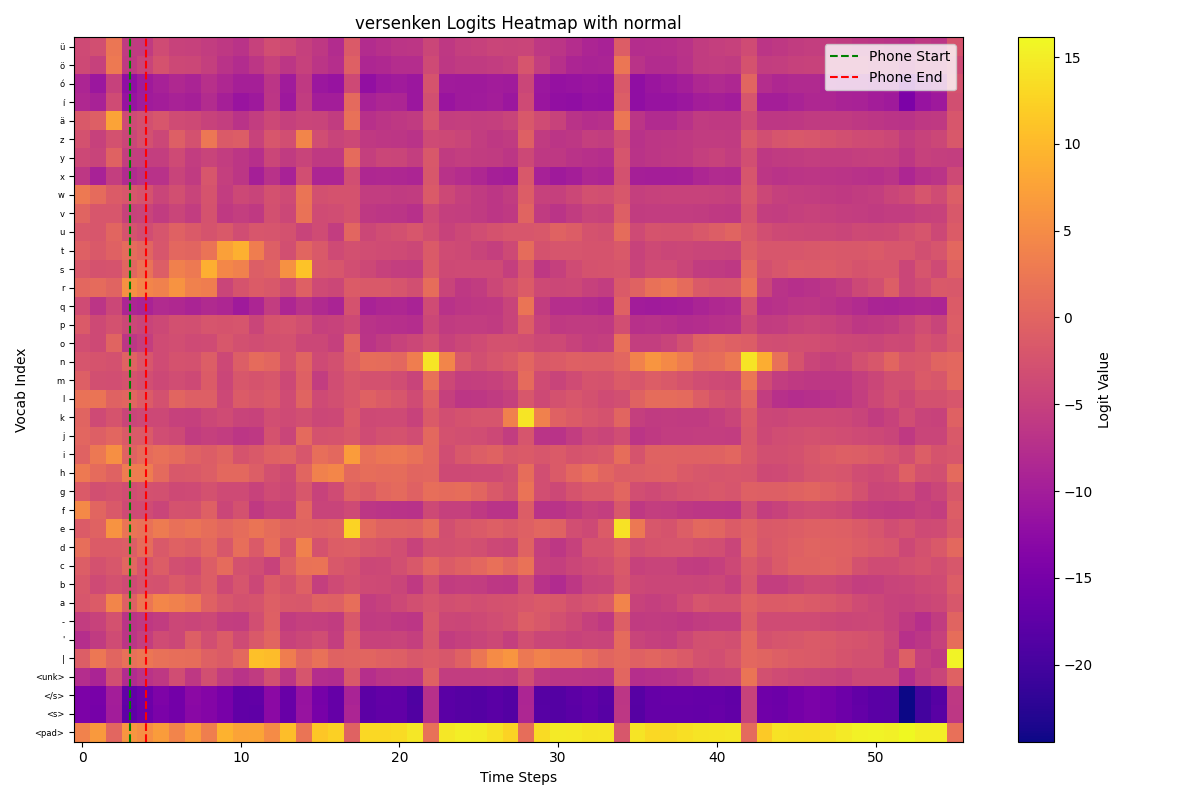 versenken Logits Heatmap with normal
Phone Start
Phone End
Vocab Index
ü
ö
ó
í
ä
z
y
x
w
v
u
t
s
r
q
p
o
n
m
l
k
j
i
h
g
f
e
d
c
b
a
-
'
|
<unk>
</s>
<s>
<pad>
0 10 20 30 40 50
Time Steps
15
10
5
0
−5
−10
−15
−20
Logit Value